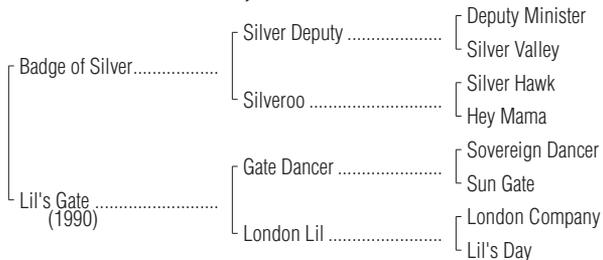 Deputy Minister
Silver Deputy .....................
Silver Valley
Badge of Silver..................
Silver Hawk
Silveroo .............................
Hey Mama
Sovereign Dancer
Gate Dancer .......................
Sun Gate
Lil's Gate ...........................
(1990)
London Company
London Lil .........................
Lil's Day